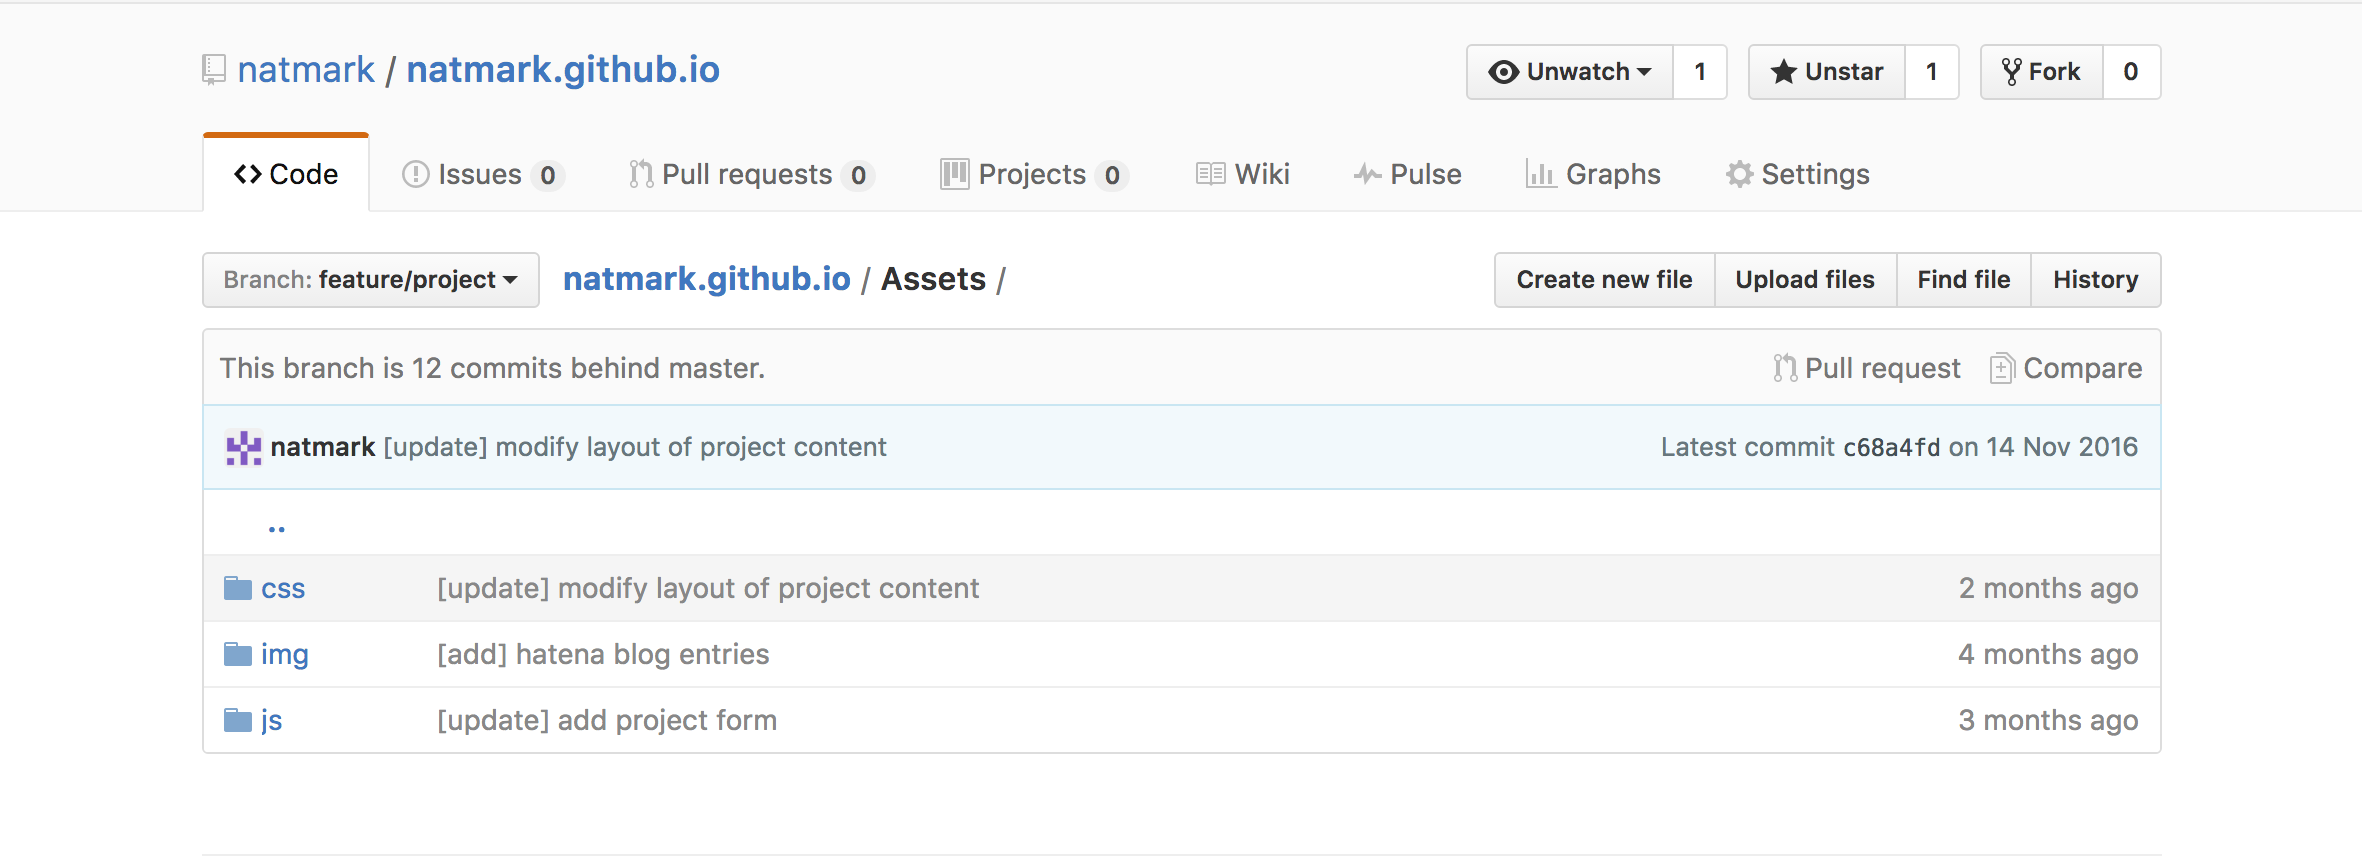 natmark / natmark.github.io Unwatch 1 Unstar 1 Fork 0
Code Issues 0 Pull requests 0 Projects 0 Wiki Pulse Graphs Settings
Branch: feature/project natmark.github.io / Assets / Create new file Upload files Find file History
This branch is 12 commits behind master. Pull request Compare
natmark [update] modify layout of project content Latest commit c68a4fd on 14 Nov 2016
..
css [update] modify layout of project content 2 months ago
img [add] hatena blog entries 4 months ago
js [update] add project form 3 months ago